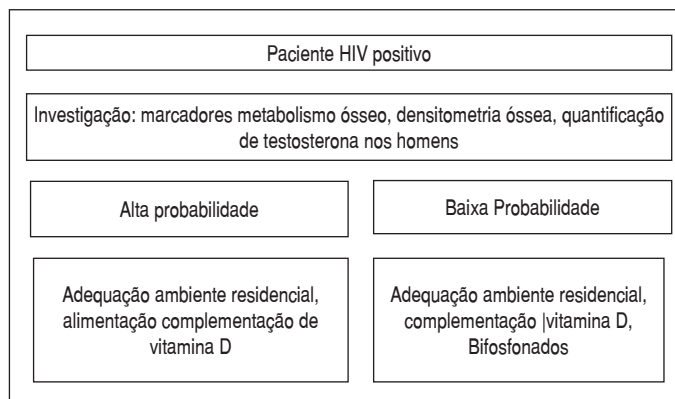 Paciente HIV positivo
Investigação: marcadores metabolismo ósseo, densitometria óssea, quantificação
de testosterona nos homens
Alta probabilidade
Baixa Probabilidade
Adequação ambiente residencial,
alimentação complementação de
vitamina D
Adequação ambiente residencial,
complementação |vitamina D,
Bifosfonados